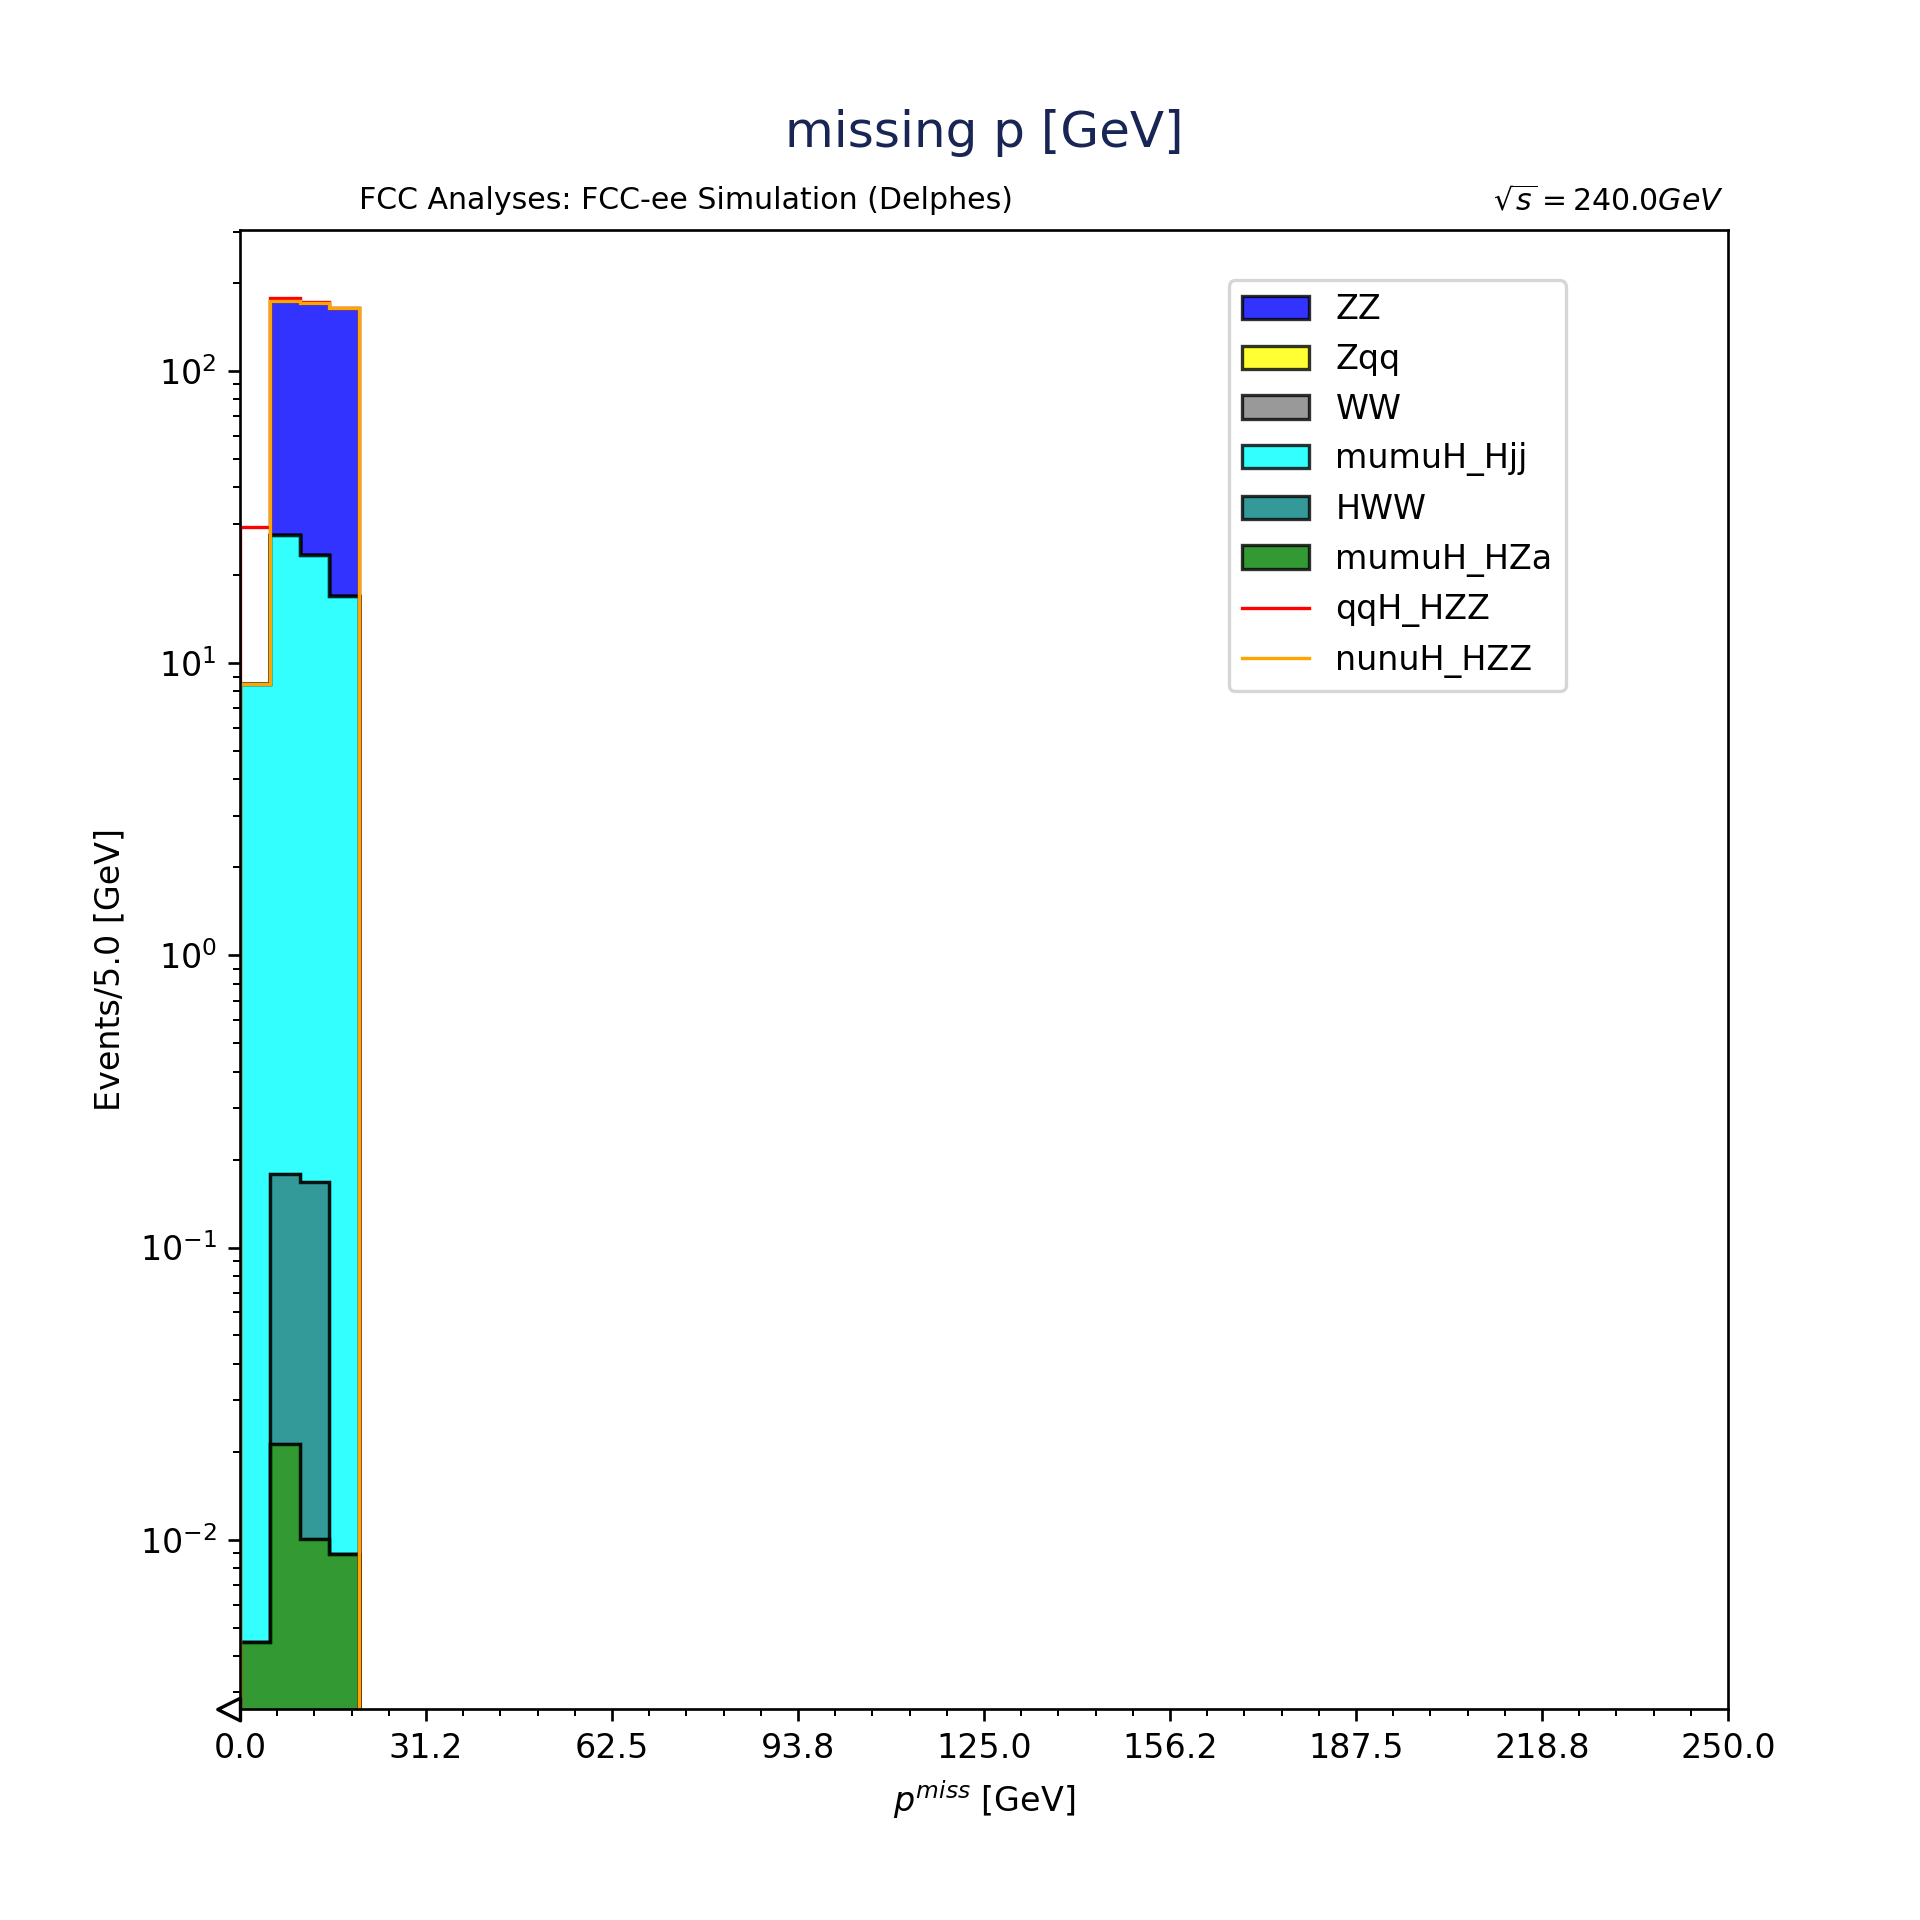 missing p [GeV]
FCC Analyses: FCC-ee Simulation (Delphes)
√s = 240.0GeV
ZZ
Zqq
WW
mumuH_Hjj
HWW
mumuH_HZa
qqH_HZZ
nunuH_HZZ
10²
10¹
10⁰
10⁻¹
10⁻²
Events/5.0 [GeV]
0.0 31.2 62.5 93.8 125.0 156.2 187.5 218.8 250.0
p^{miss} [GeV]